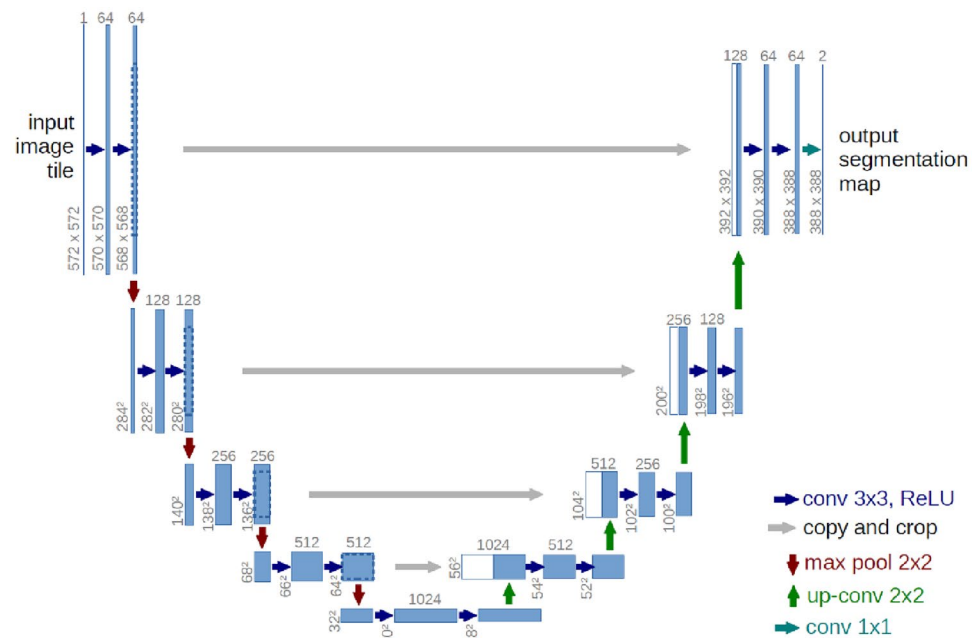 1 64 64
input
image
tile
572 x 572
570 x 570
568 x 568
128 64 64 2
output
segmentation
map
392 x 392
390 x 390
388 x 388
388 x 388
128 128
284²
282²
280²
256 128
200²
198²
196²
256 256
140²
138²
136²
512 256
104²
102²
100²
512 512
68²
66²
64²
1024 512
56²
54²
52²
1024
32²
0²
8²
conv 3x3, ReLU
copy and crop
max pool 2x2
up-conv 2x2
conv 1x1